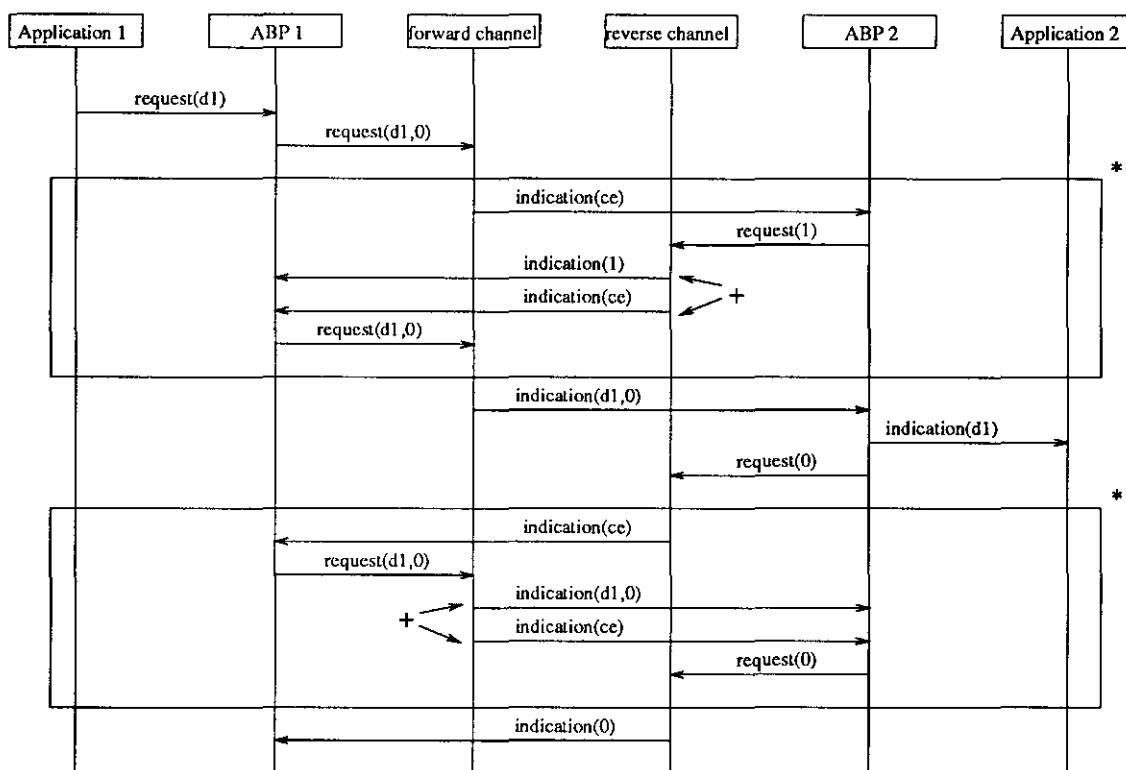 Application 1
ABP 1
forward channel
reverse channel
ABP 2
Application 2
request(d1)
request(d1,0)
*
indication(ce)
request(1)
indication(1)
+
indication(ce)
request(d1,0)
indication(d1,0)
indication(d1)
request(0)
*
indication(ce)
request(d1,0)
indication(d1,0)
+
indication(ce)
request(0)
indication(0)